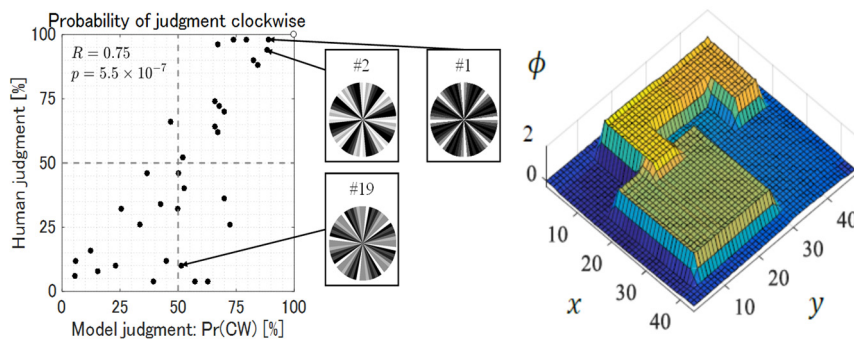 Probability of judgment clockwise
Human judgment [%]
100
75
50
25
0
R = 0.75
p = 5.5 × 10⁻⁷
0 25 50 75 100
Model judgment: Pr(CW) [%]
#2
#1
#19
ϕ
2
0
10
20
30
40
x
10
20
30
40
y